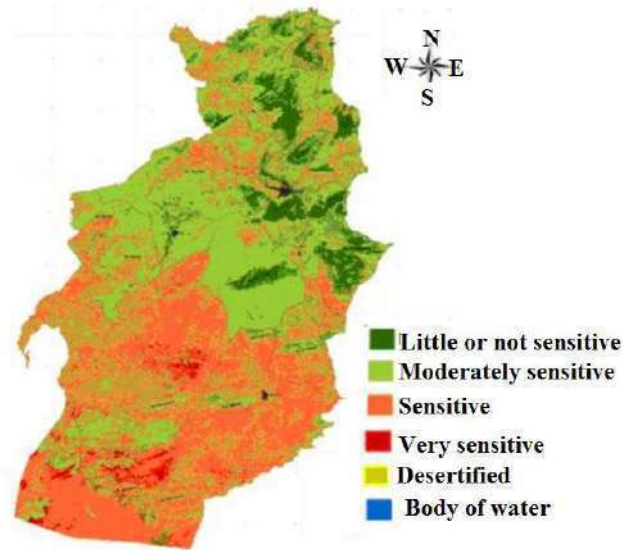 N
W E
S
Little or not sensitive
Moderately sensitive
Sensitive
Very sensitive
Desertified
Body of water